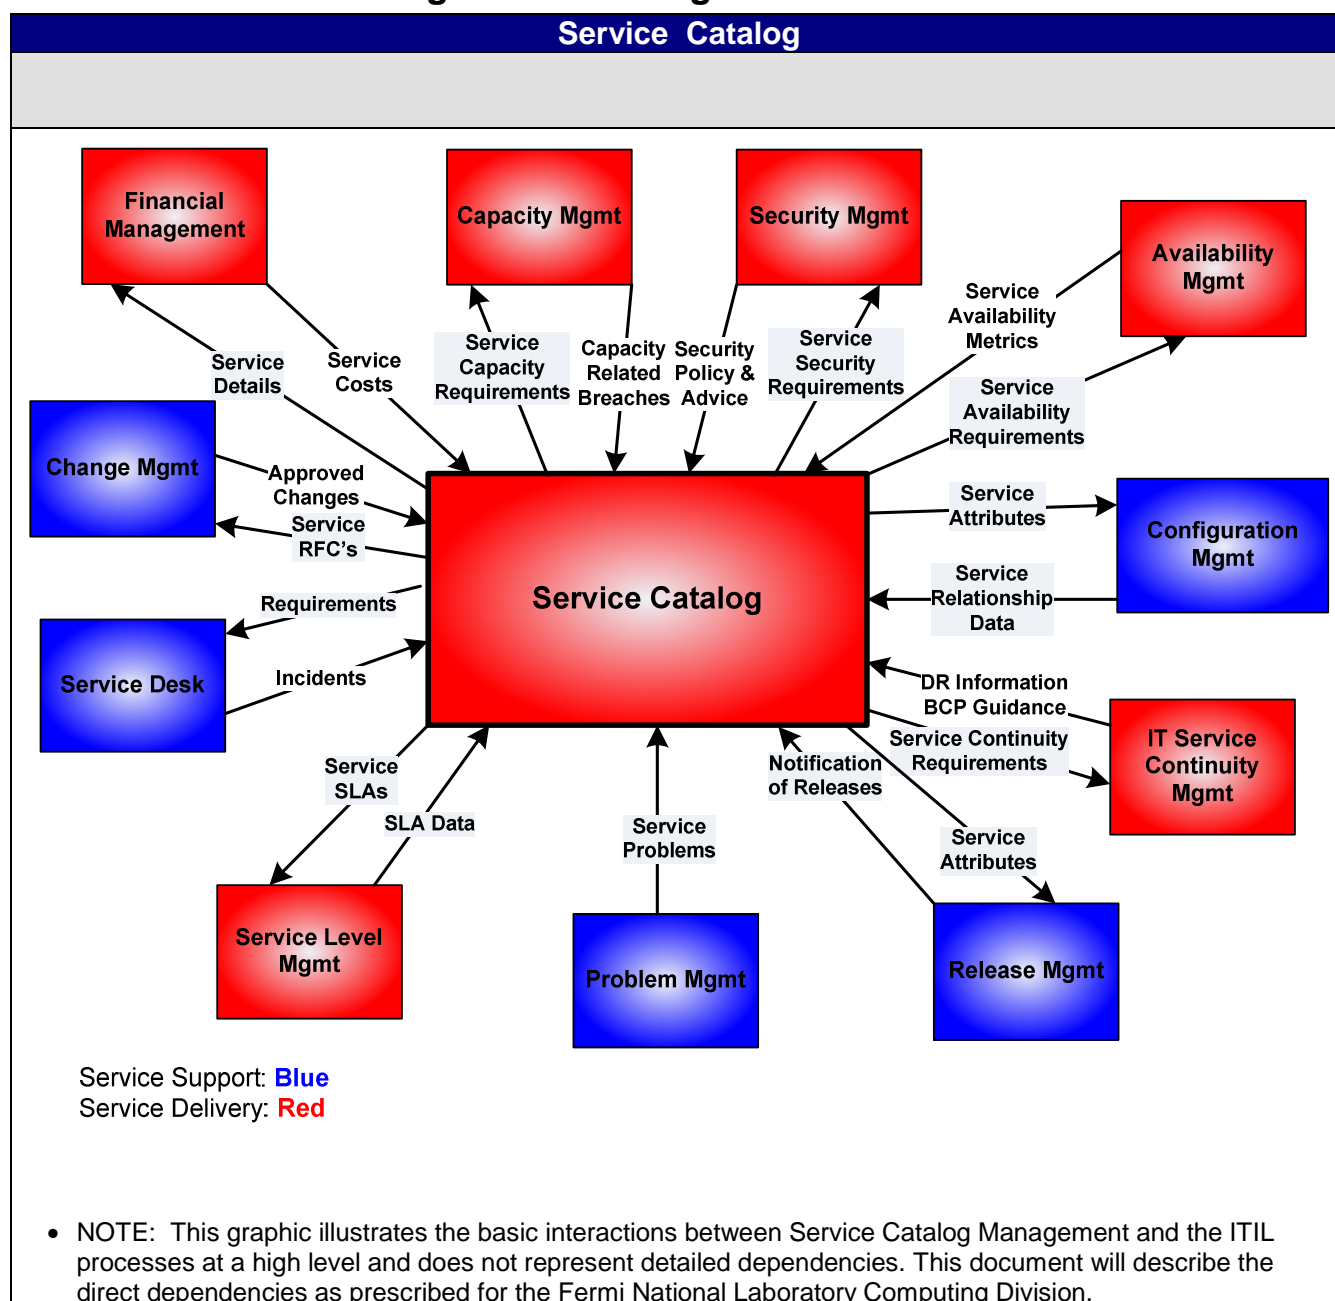 Service Catalog
Financial
Management
Capacity Mgmt
Security Mgmt
Availability
Mgmt
Service
Availability
Metrics
Service
Details
Service
Costs
Service
Capacity
Requirements
Capacity
Related
Breaches
Security
Policy &
Advice
Service
Security
Requirements
Service
Availability
Requirements
Change Mgmt
Approved
Changes
Service
RFC's
Service
Attributes
Configuration
Mgmt
Service Catalog
Service
Relationship
Data
Requirements
Service Desk
Incidents
DR Information
BCP Guidance
Service Continuity
Requirements
IT Service
Continuity
Mgmt
Service
SLAs
SLA Data
Service
Problems
Notification
of Releases
Service
Attributes
Service Level
Mgmt
Problem Mgmt
Release Mgmt
Service Support: Blue
Service Delivery: Red
• NOTE: This graphic illustrates the basic interactions between Service Catalog Management and the ITIL
processes at a high level and does not represent detailed dependencies. This document will describe the
direct dependencies as prescribed for the Fermi National Laboratory Computing Division.